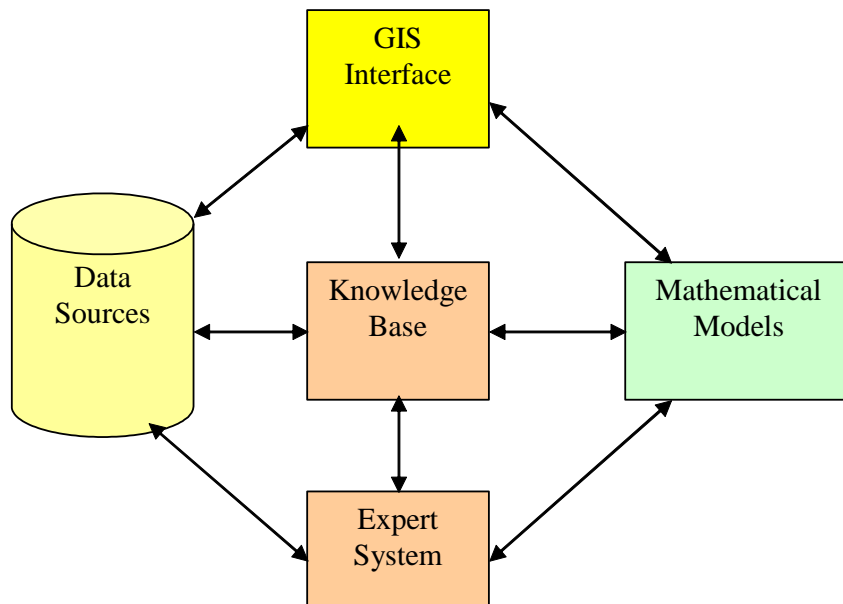 GIS
Interface
Data
Sources
Knowledge
Base
Mathematical
Models
Expert
System